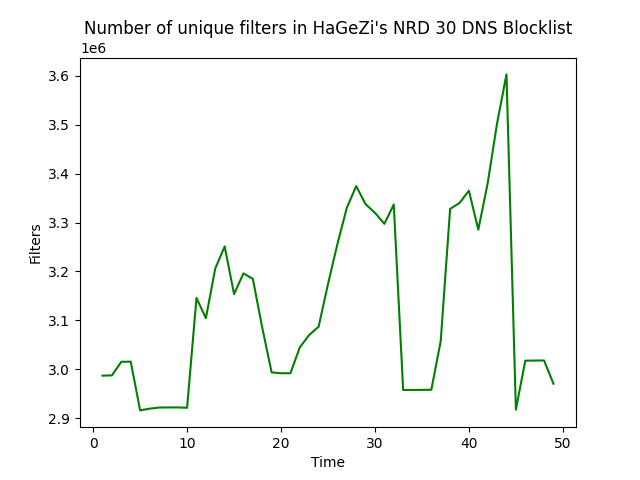 Number of unique filters in HaGeZi's NRD 30 DNS Blocklist
1e6
3.6
3.5
3.4
3.3
3.2
3.1
3.0
2.9
Filters
0 10 20 30 40 50
Time